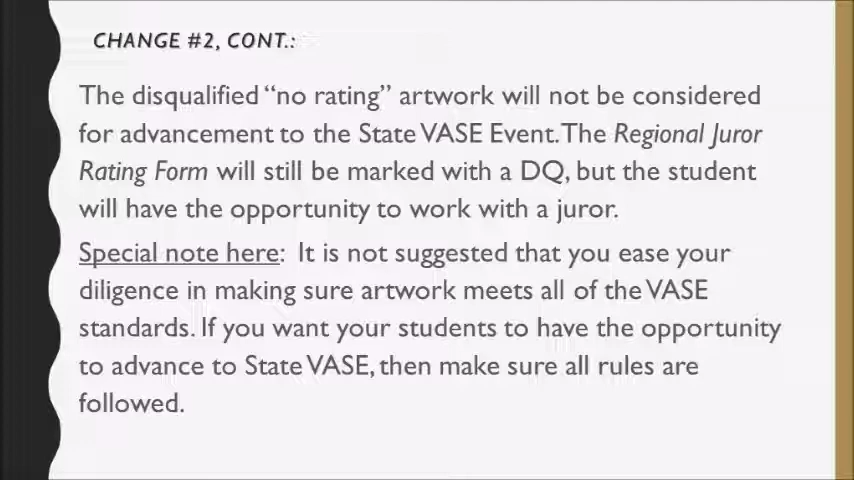 CHANGE #2, CONT.:
The disqualified “no rating” artwork will not be considered
for advancement to the State VASE Event. The Regional Juror
Rating Form will still be marked with a DQ, but the student
will have the opportunity to work with a juror.
Special note here: It is not suggested that you ease your
diligence in making sure artwork meets all of the VASE
standards. If you want your students to have the opportunity
to advance to State VASE, then make sure all rules are
followed.